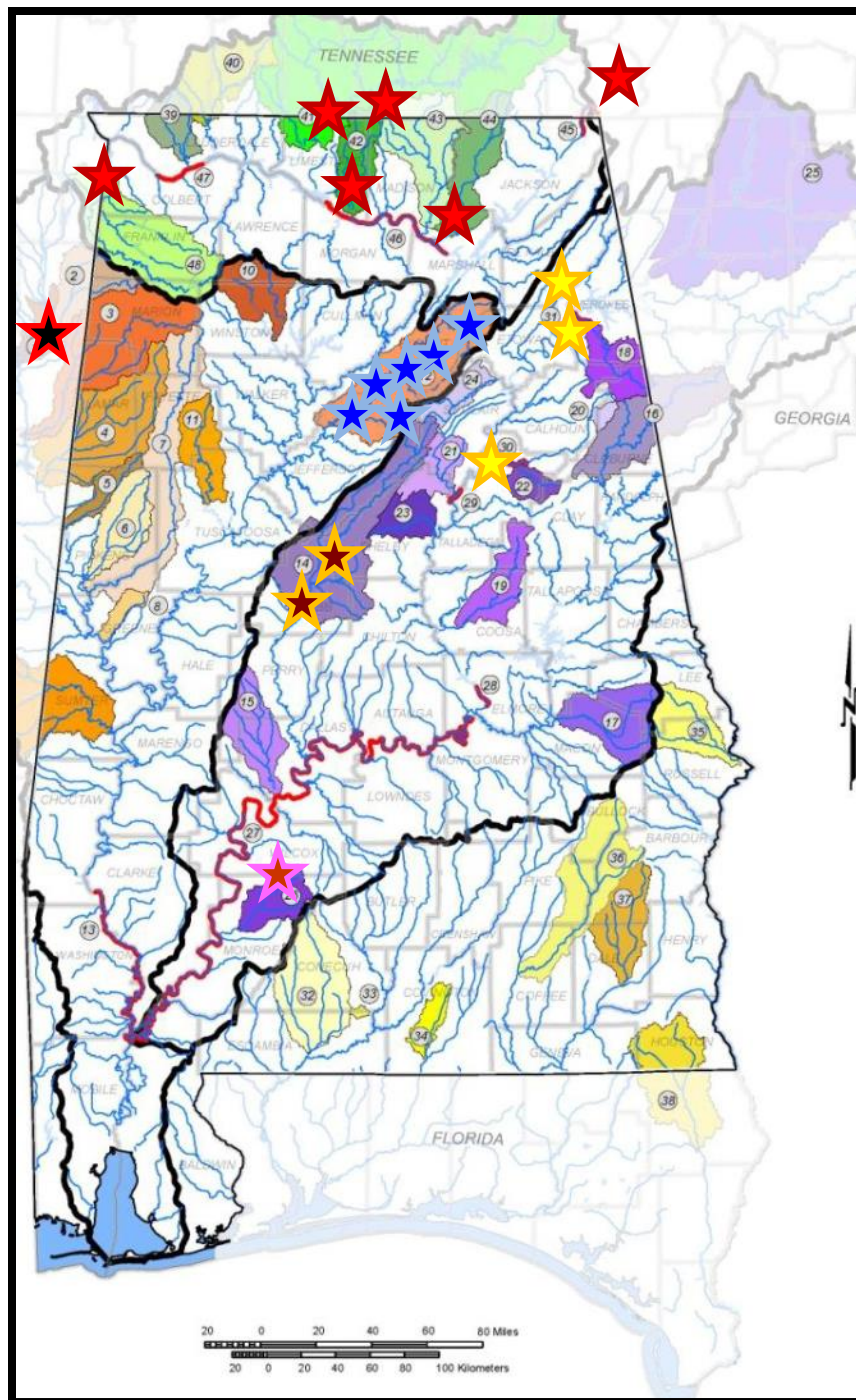 TENNESSEE
40
39
41
43
44
45
LAUDERDALE
42
25
47
COLBERT
MADISON
JACKSON
LAWRENCE
46
FRANKLIN
MORGAN
48
MARSHALL
2
10
CHEROKEE
3
MARION
CULLMAN
31
WINSTON
18
24
WALKER
20
16
GEORGIA
4
7
11
CALHOUN
JEFFERSON
21
30
CLEBURNE
5
22
29
6
23
CLAY
TUSCALOOSA
SHELBY
TALLADEGA
14
19
8
TALLAPOOSA
GREENE
CHAMBERS
COOSA
CHILTON
HALE
PERRY
LEE
28
15
SUMTER
AUTAUGA
ELMORE
17
DALLAS
35
MARENGO
MACON
MONTGOMERY
RUSSELL
CHOCTAW
LOWNDES
BULLOCK
27
BARBOUR
WILCOX
36
CLARKE
PIKE
BUTLER
37
13
CRENSHAW
HENRY
WASHINGTON
MONROE
DALE
CONECUH
32
33
COVINGTON
COFFEE
34
HOUSTON
ESCAMBIA
GENEVA
MOBILE
38
FLORIDA
BALDWIN
20 0 20 40 60 80 Miles
20 0 20 40 60 80 100 Kilometers